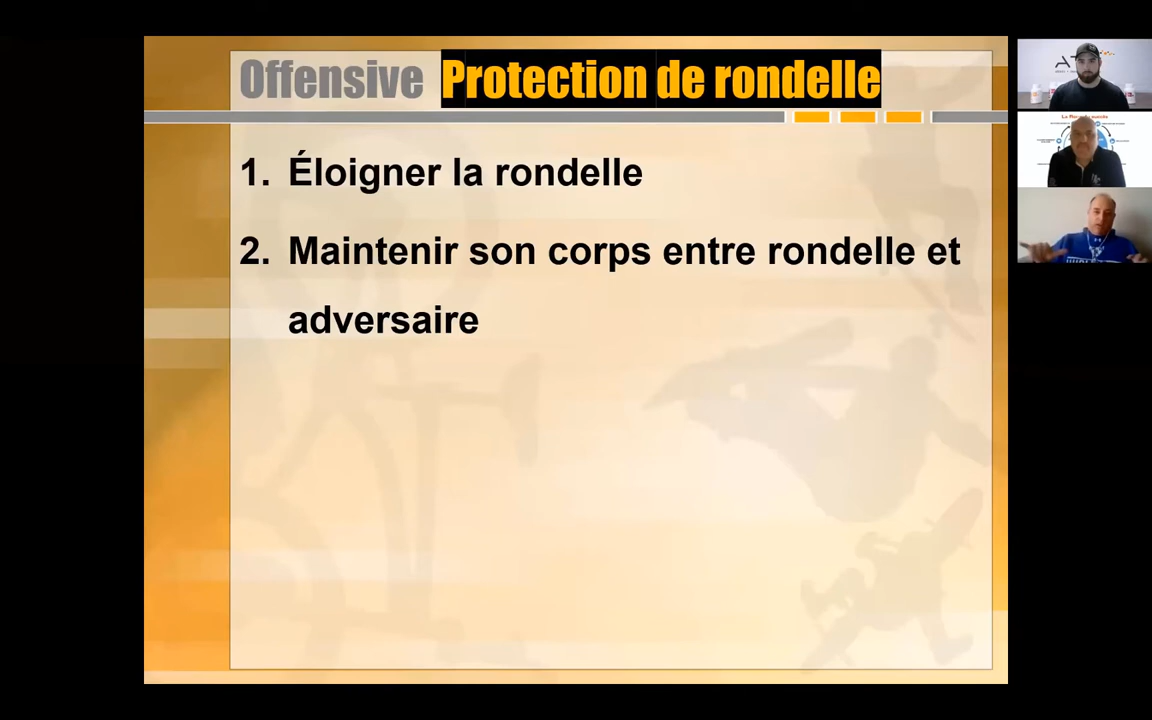 Offensive Protection de rondelle
1. Éloigner la rondelle
2. Maintenir son corps entre rondelle et
adversaire